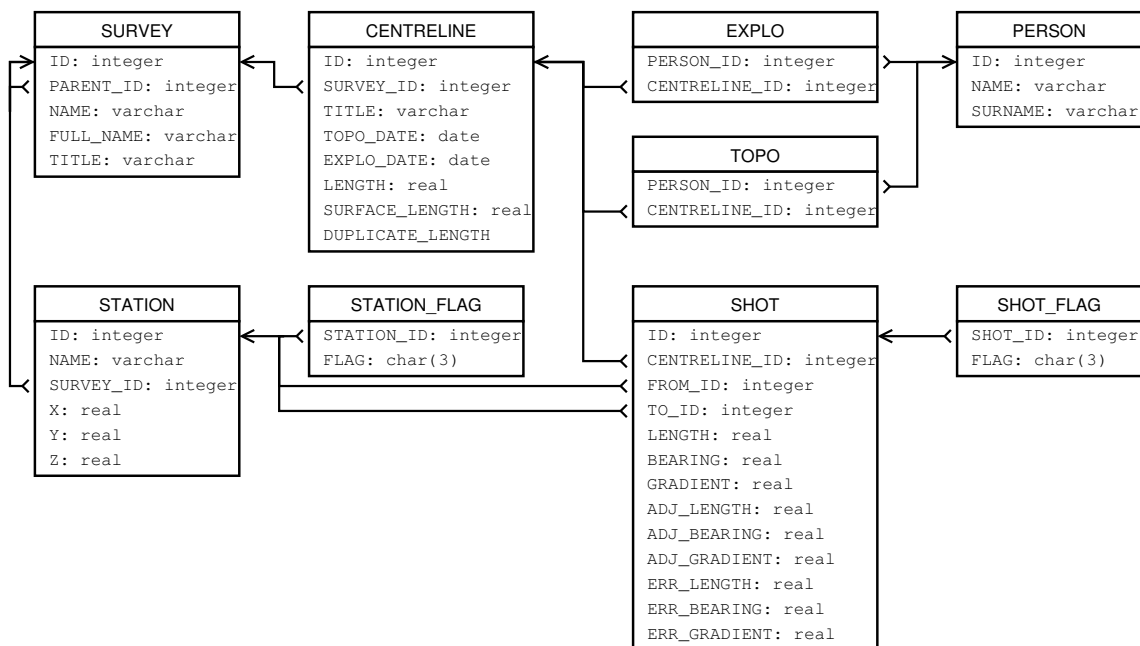 SURVEY
ID: integer
PARENT_ID: integer
NAME: varchar
FULL_NAME: varchar
TITLE: varchar
CENTRELINE
ID: integer
SURVEY_ID: integer
TITLE: varchar
TOPO_DATE: date
EXPLO_DATE: date
LENGTH: real
SURFACE_LENGTH: real
DUPLICATE_LENGTH
EXPLO
PERSON_ID: integer
CENTRELINE_ID: integer
PERSON
ID: integer
NAME: varchar
SURNAME: varchar
TOPO
PERSON_ID: integer
CENTRELINE_ID: integer
STATION
ID: integer
NAME: varchar
SURVEY_ID: integer
X: real
Y: real
Z: real
STATION_FLAG
STATION_ID: integer
FLAG: char(3)
SHOT
ID: integer
CENTRELINE_ID: integer
FROM_ID: integer
TO_ID: integer
LENGTH: real
BEARING: real
GRADIENT: real
ADJ_LENGTH: real
ADJ_BEARING: real
ADJ_GRADIENT: real
ERR_LENGTH: real
ERR_BEARING: real
ERR_GRADIENT: real
SHOT_FLAG
SHOT_ID: integer
FLAG: char(3)